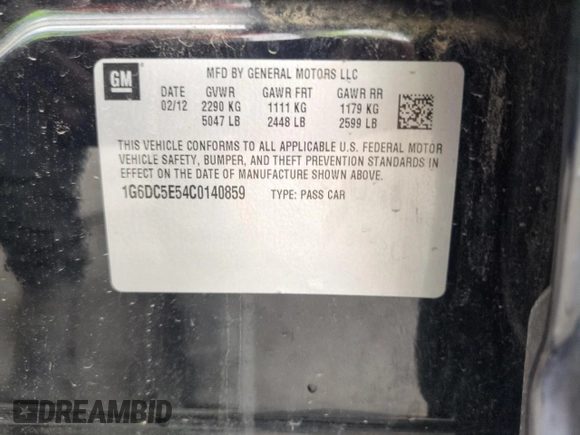 GM
MFD BY GENERAL MOTORS LLC
DATE GVWR GAWR FRT GAWR RR
02/12 2290 KG 1111 KG 1179 KG
5047 LB 2448 LB 2599 LB
THIS VEHICLE CONFORMS TO ALL APPLICABLE U.S. FEDERAL MOTOR
VEHICLE SAFETY, BUMPER, AND THEFT PREVENTION STANDARDS IN
EFFECT ON THE DATE OF MANUFACTURE SHOWN ABOVE.
1G6DC5E54C0140859 TYPE: PASS CAR
DREAMBID